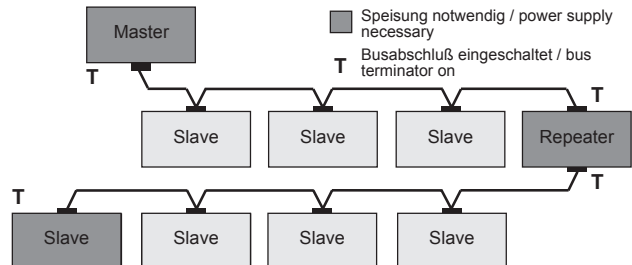 Master
Speisung notwendig / power supply
necessary
T
T
Busabschluß eingeschaltet / bus
terminator on
T
Slave
Slave
Slave
Repeater
T
T
Slave
Slave
Slave
Slave